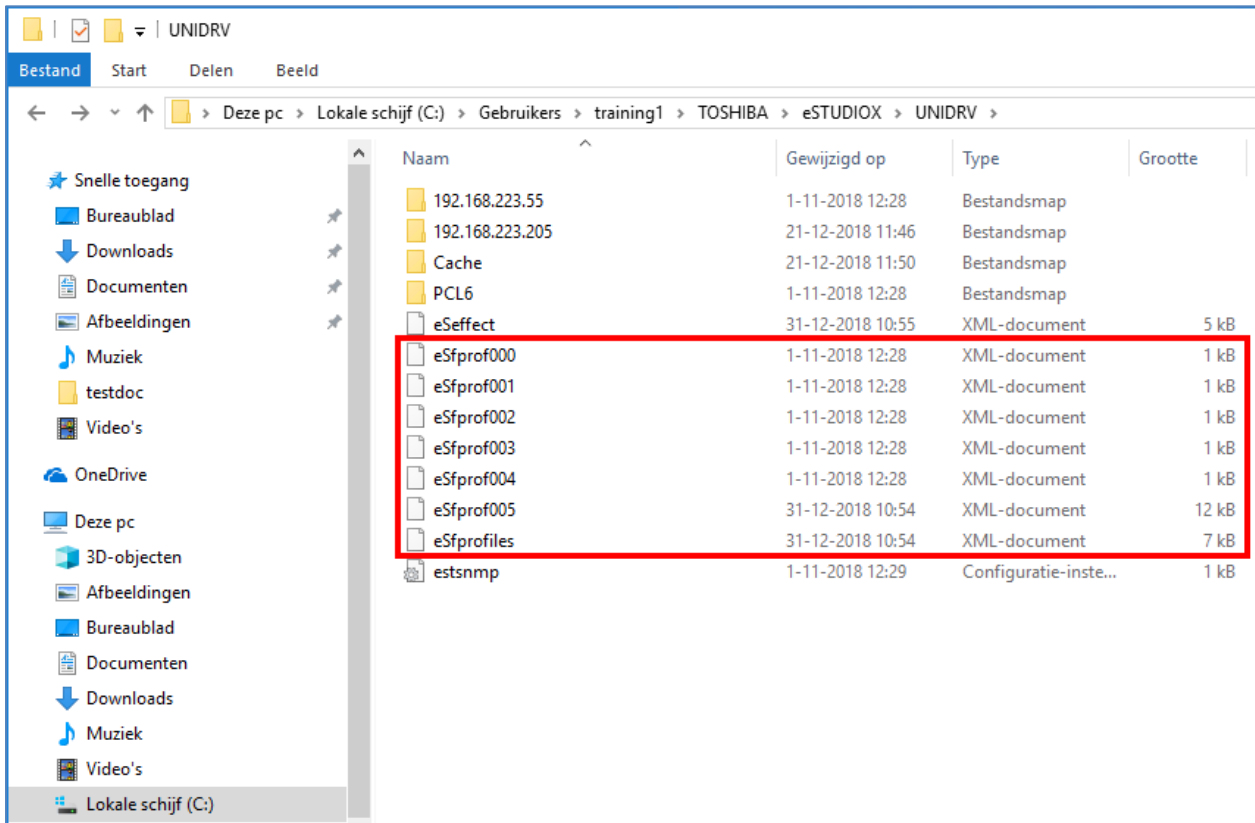 UNIDRV
Bestand Start Delen Beeld
Deze pc > Lokale schijf (C:) > Gebruikers > training1 > TOSHIBA > eSTUDIOX > UNIDRV >
Snelle toegang
Bureaublad
Downloads
Documenten
Afbeeldingen
Muziek
testdoc
Video's
OneDrive
Deze pc
3D-objecten
Afbeeldingen
Bureaublad
Documenten
Downloads
Muziek
Video's
Lokale schijf (C:)
Naam Gewijzigd op Type Grootte
192.168.223.55 1-11-2018 12:28 Bestandsmap
192.168.223.205 21-12-2018 11:46 Bestandsmap
Cache 21-12-2018 11:50 Bestandsmap
PCL6 1-11-2018 12:28 Bestandsmap
eSeffect 31-12-2018 10:55 XML-document 5 kB
eSfprof000 1-11-2018 12:28 XML-document 1 kB
eSfprof001 1-11-2018 12:28 XML-document 1 kB
eSfprof002 1-11-2018 12:28 XML-document 1 kB
eSfprof003 1-11-2018 12:28 XML-document 1 kB
eSfprof004 1-11-2018 12:28 XML-document 1 kB
eSfprof005 31-12-2018 10:54 XML-document 12 kB
eSfprofiles 31-12-2018 10:54 XML-document 7 kB
estsnmp 1-11-2018 12:29 Configuratie-inste... 1 kB